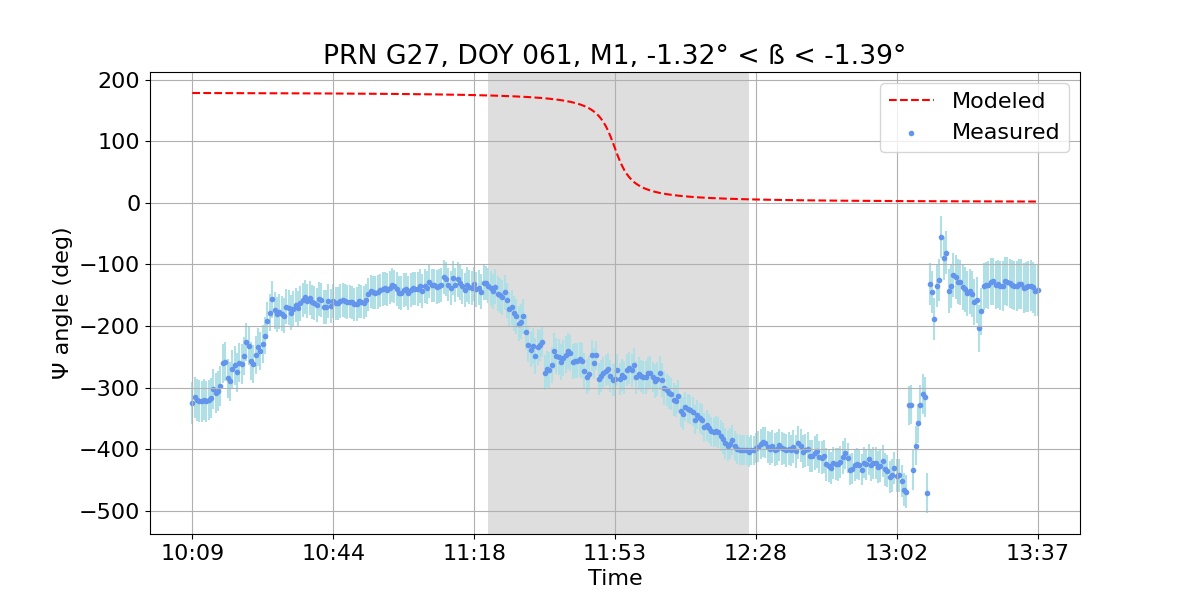 PRN G27, DOY 061, M1, -1.32° < ß < -1.39°
Modeled
Measured
200
100
0
−100
−200
−300
−400
−500
Ψ angle (deg)
10:09 10:44 11:18 11:53 12:28 13:02 13:37
Time